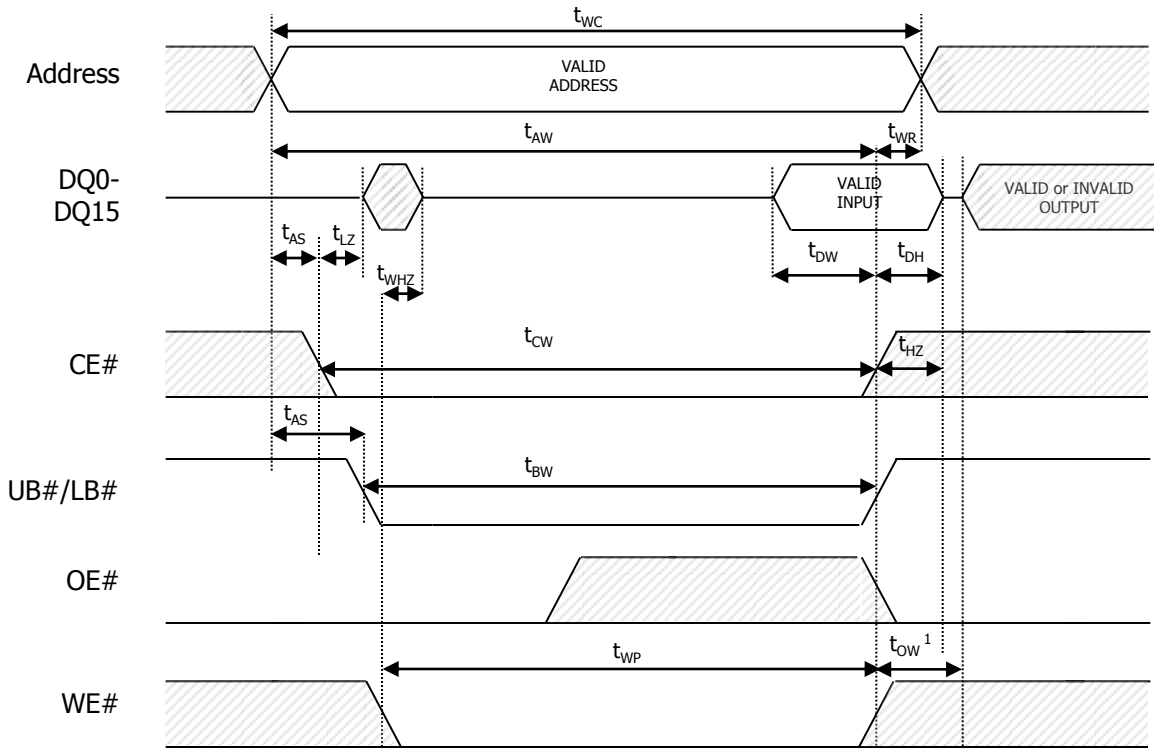 tWC
Address
VALID
ADDRESS
tAW
tWR
DQ0-
DQ15
VALID
INPUT
VALID or INVALID
OUTPUT
tAS
tLZ
tDW
tDH
tWHZ
CE#
tCW
tHZ
tAS
UB#/LB#
tBW
OE#
tWP
tOW 1
WE#